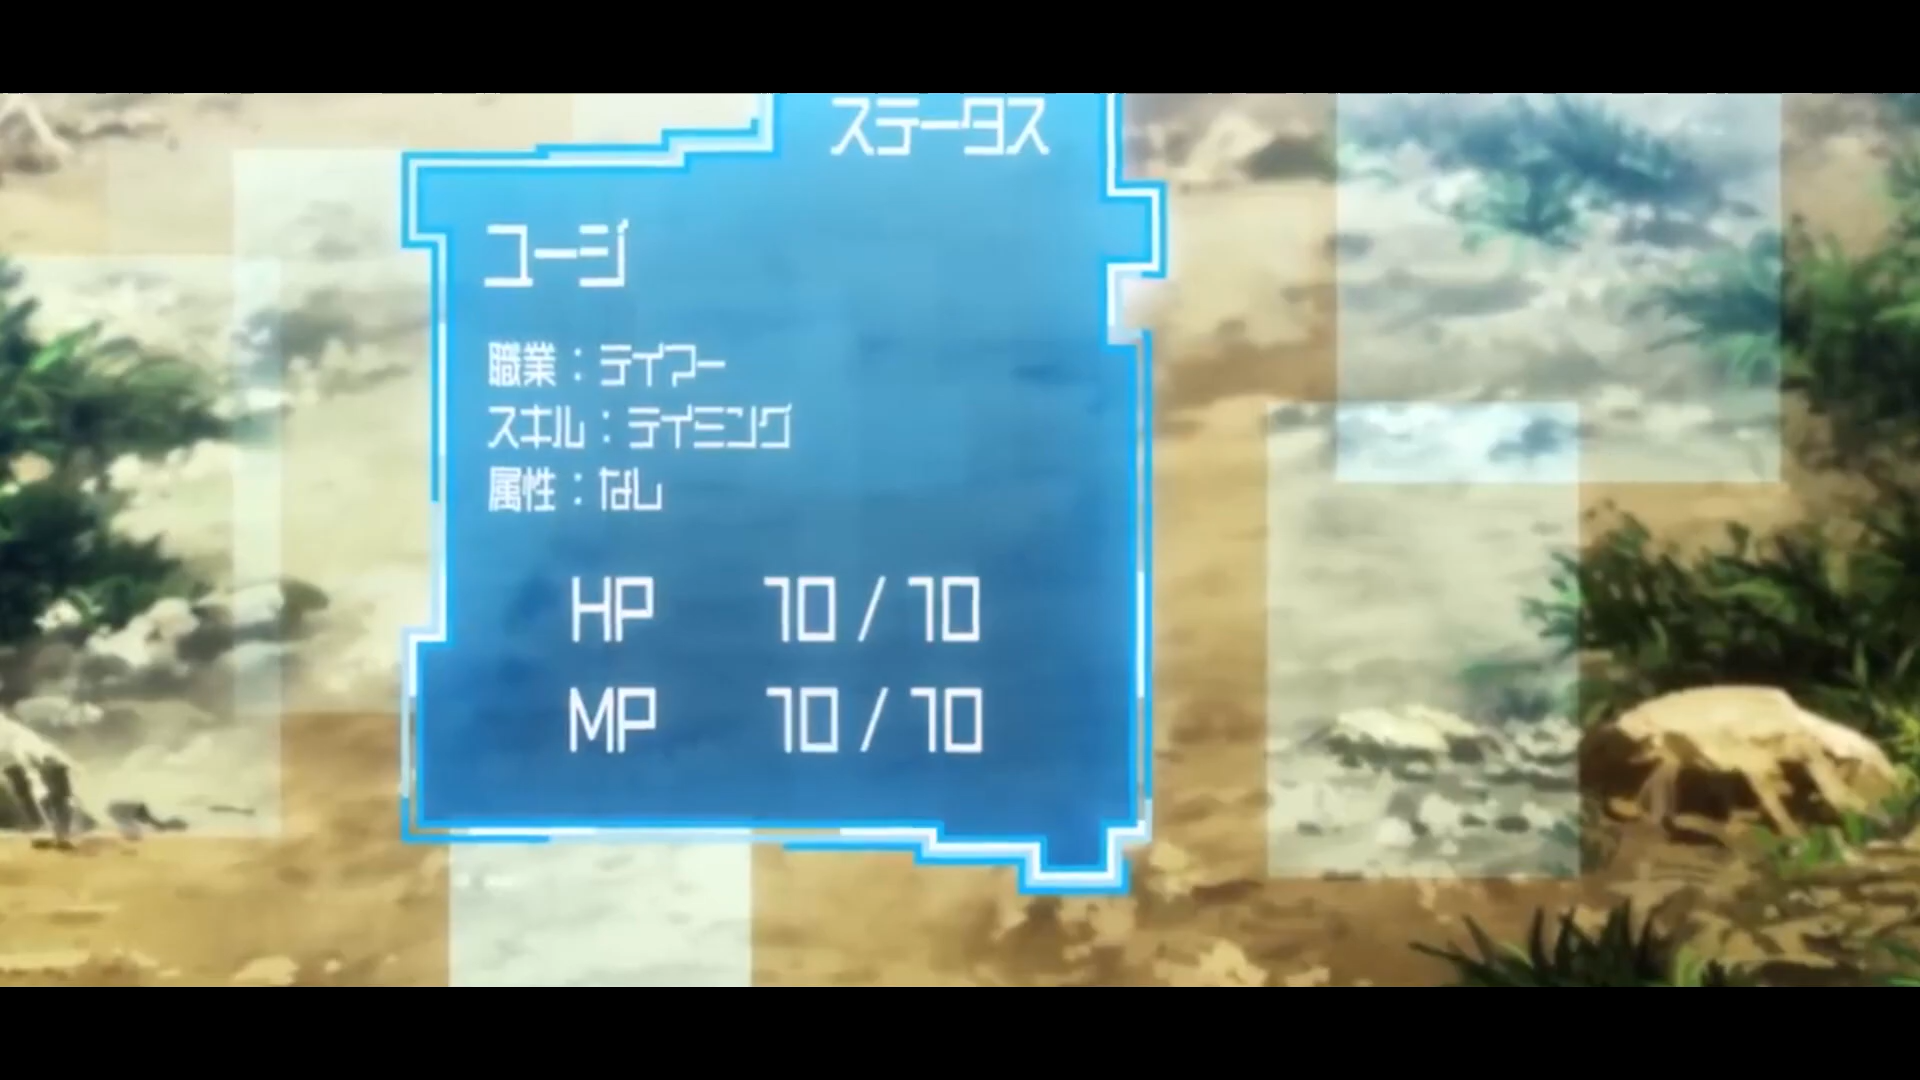 ステータス
ユージ
職業：テイマー
スキル：テイミング
属性：なし
HP 10 / 10
MP 10 / 10